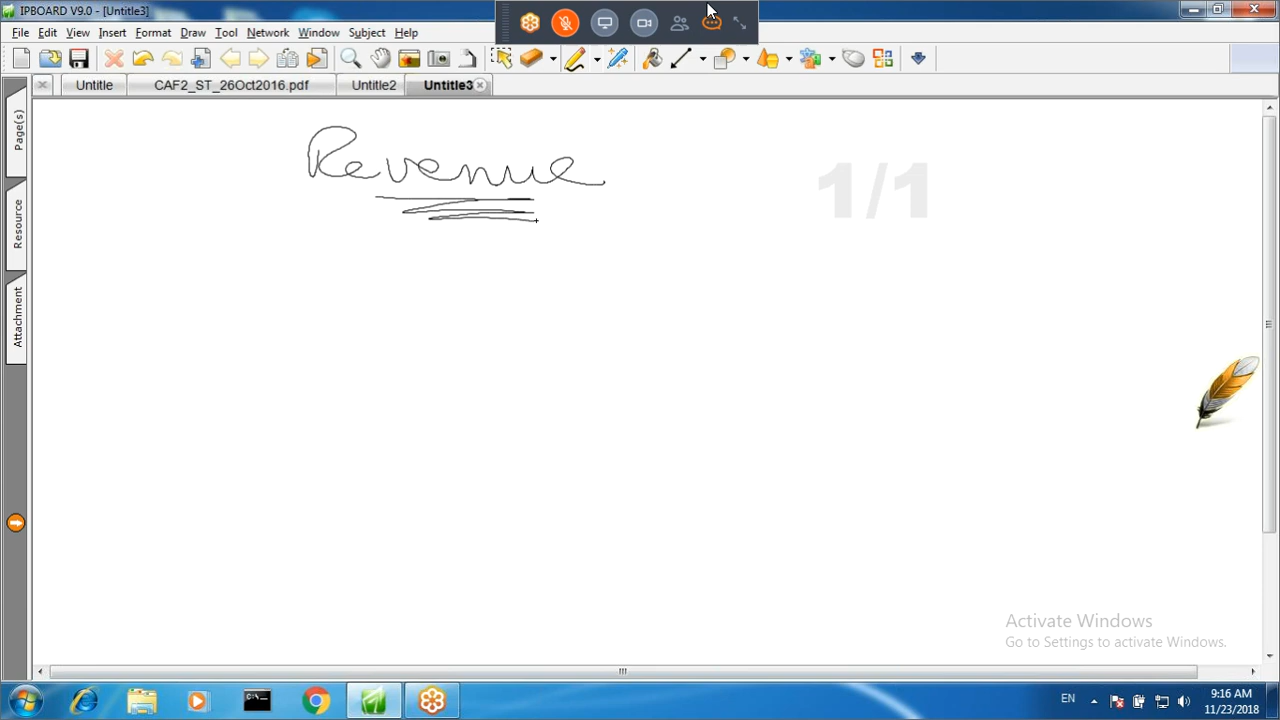 IPBOARD V9.0 - [Untitle3]
File Edit View Insert Format Draw Tool Network Window Subject Help
Untitle CAF2_ST_26Oct2016.pdf Untitle2 Untitle3
Page(s)
Resource
Attachment
Revenue
1/1
Activate Windows
Go to Settings to activate Windows.
EN
9:16 AM
11/23/2018